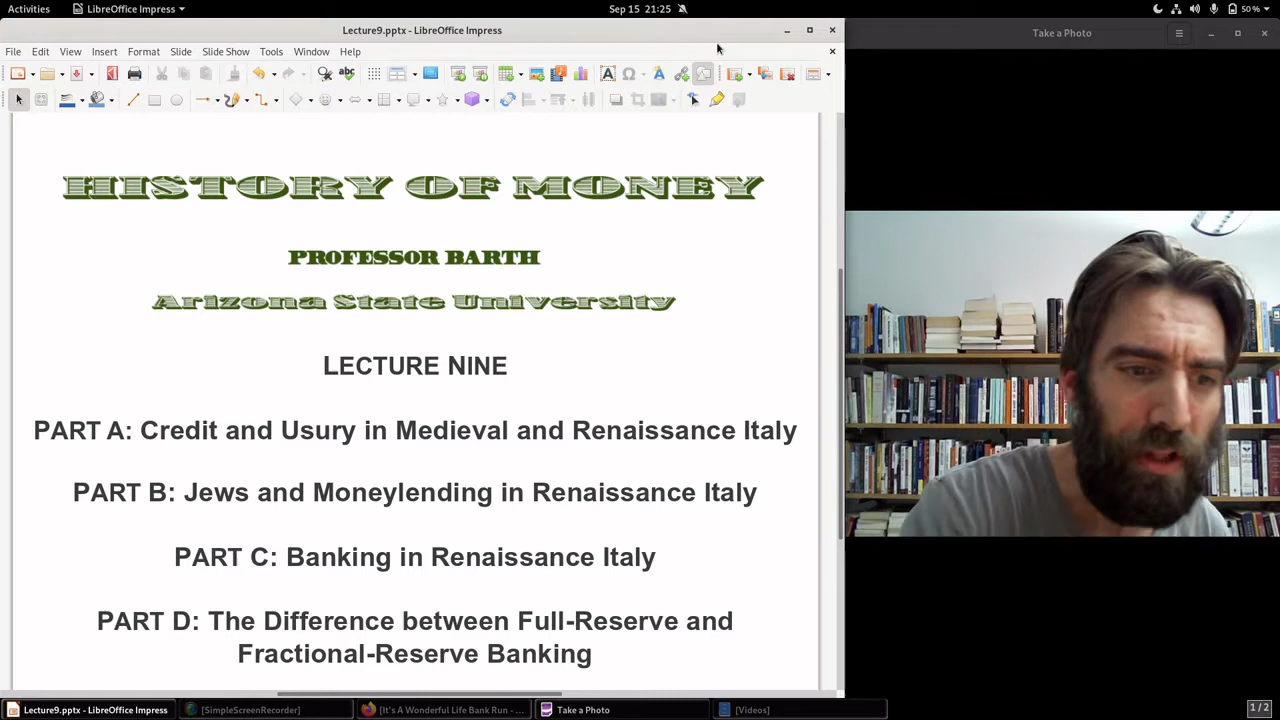 Activities
LibreOffice Impress
Sep 15 21:25
50 %
Lecture9.pptx - LibreOffice Impress
Take a Photo
File Edit View Insert Format Slide Slide Show Tools Window Help
abc
HISTORY OF MONEY
PROFESSOR BARTH
Arizona State University
LECTURE NINE
PART A: Credit and Usury in Medieval and Renaissance Italy
PART B: Jews and Moneylending in Renaissance Italy
PART C: Banking in Renaissance Italy
PART D: The Difference between Full-Reserve and
Fractional-Reserve Banking
Lecture9.pptx - LibreOffice Impress
[SimpleScreenRecorder]
[It's A Wonderful Life Bank Run - ...
Take a Photo
[Videos]
1 / 2